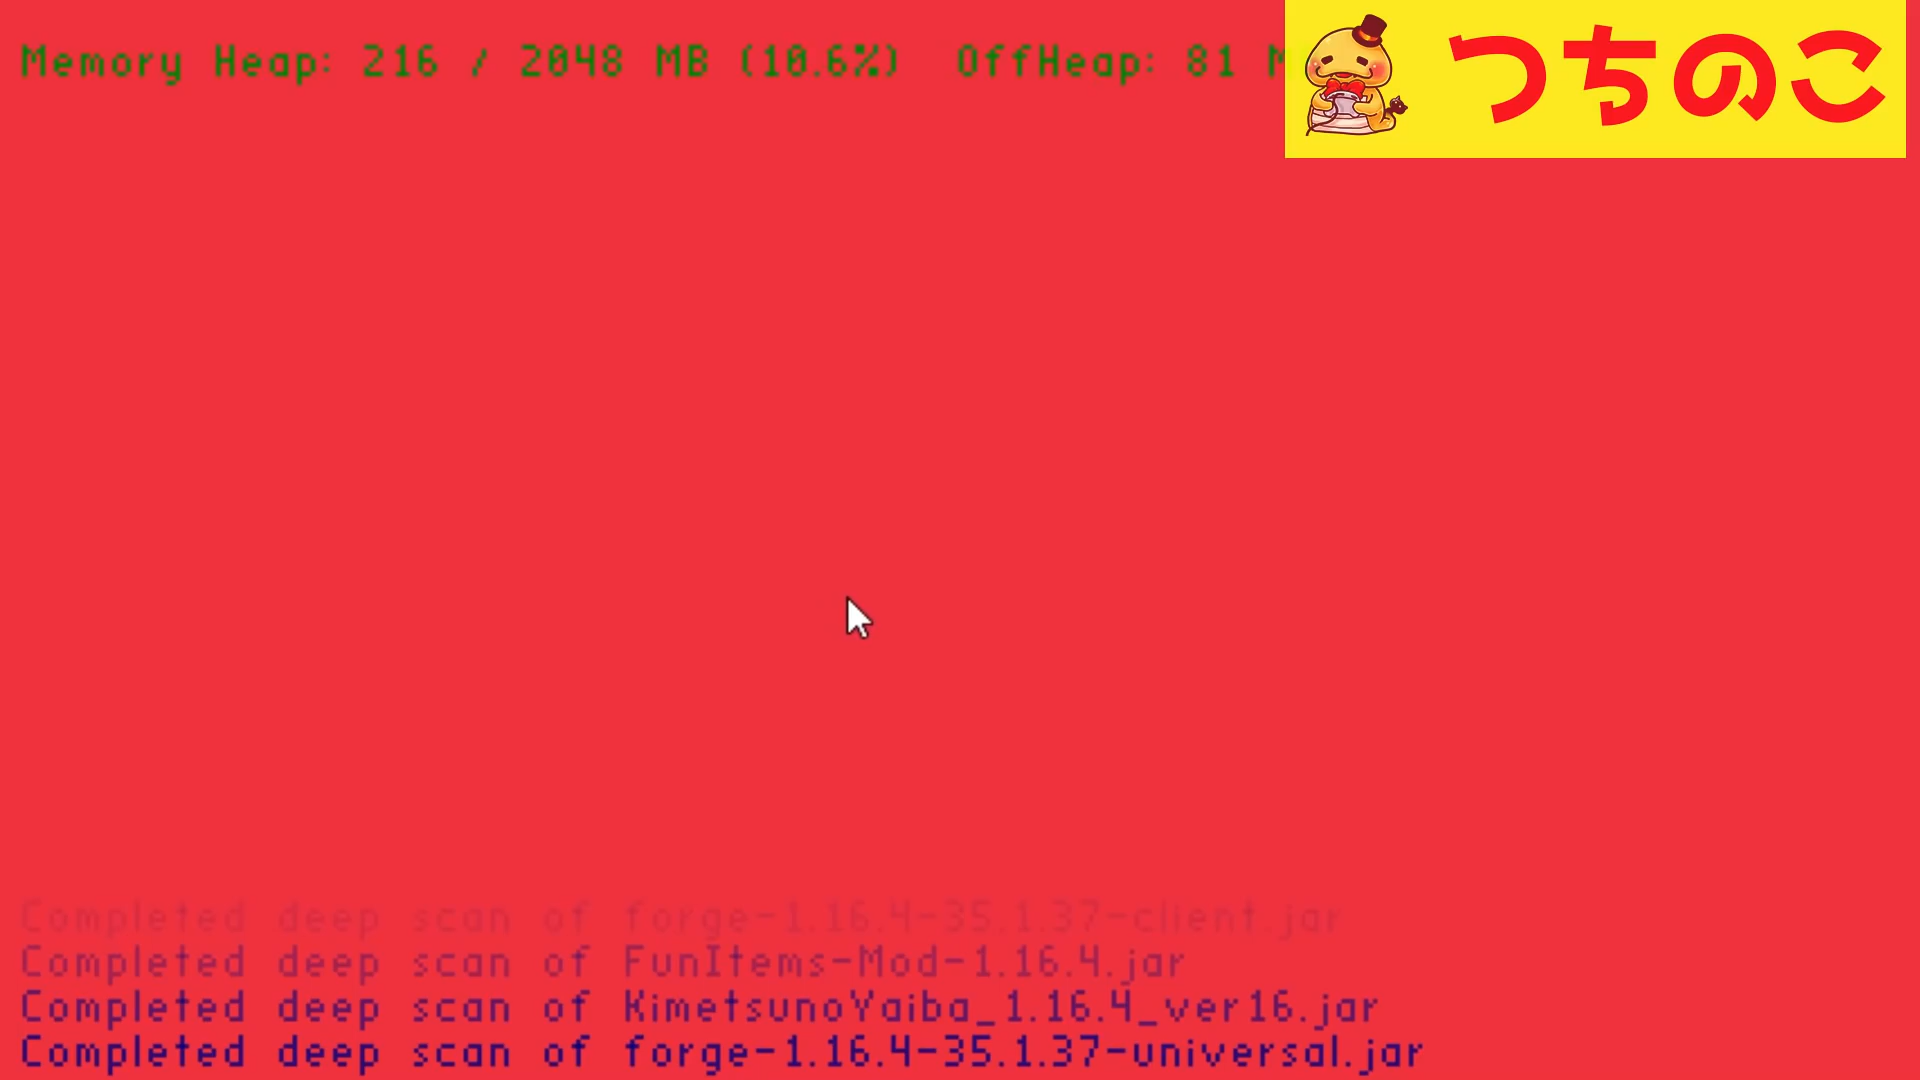 Memory Heap: 216 / 2048 MB (10.6%)  OffHeap: 81 M
つちのこ
Completed deep scan of forge-1.16.4-35.1.37-client.jar
Completed deep scan of FunItems-Mod-1.16.4.jar
Completed deep scan of KimetsunoYaiba_1.16.4_ver16.jar
Completed deep scan of forge-1.16.4-35.1.37-universal.jar